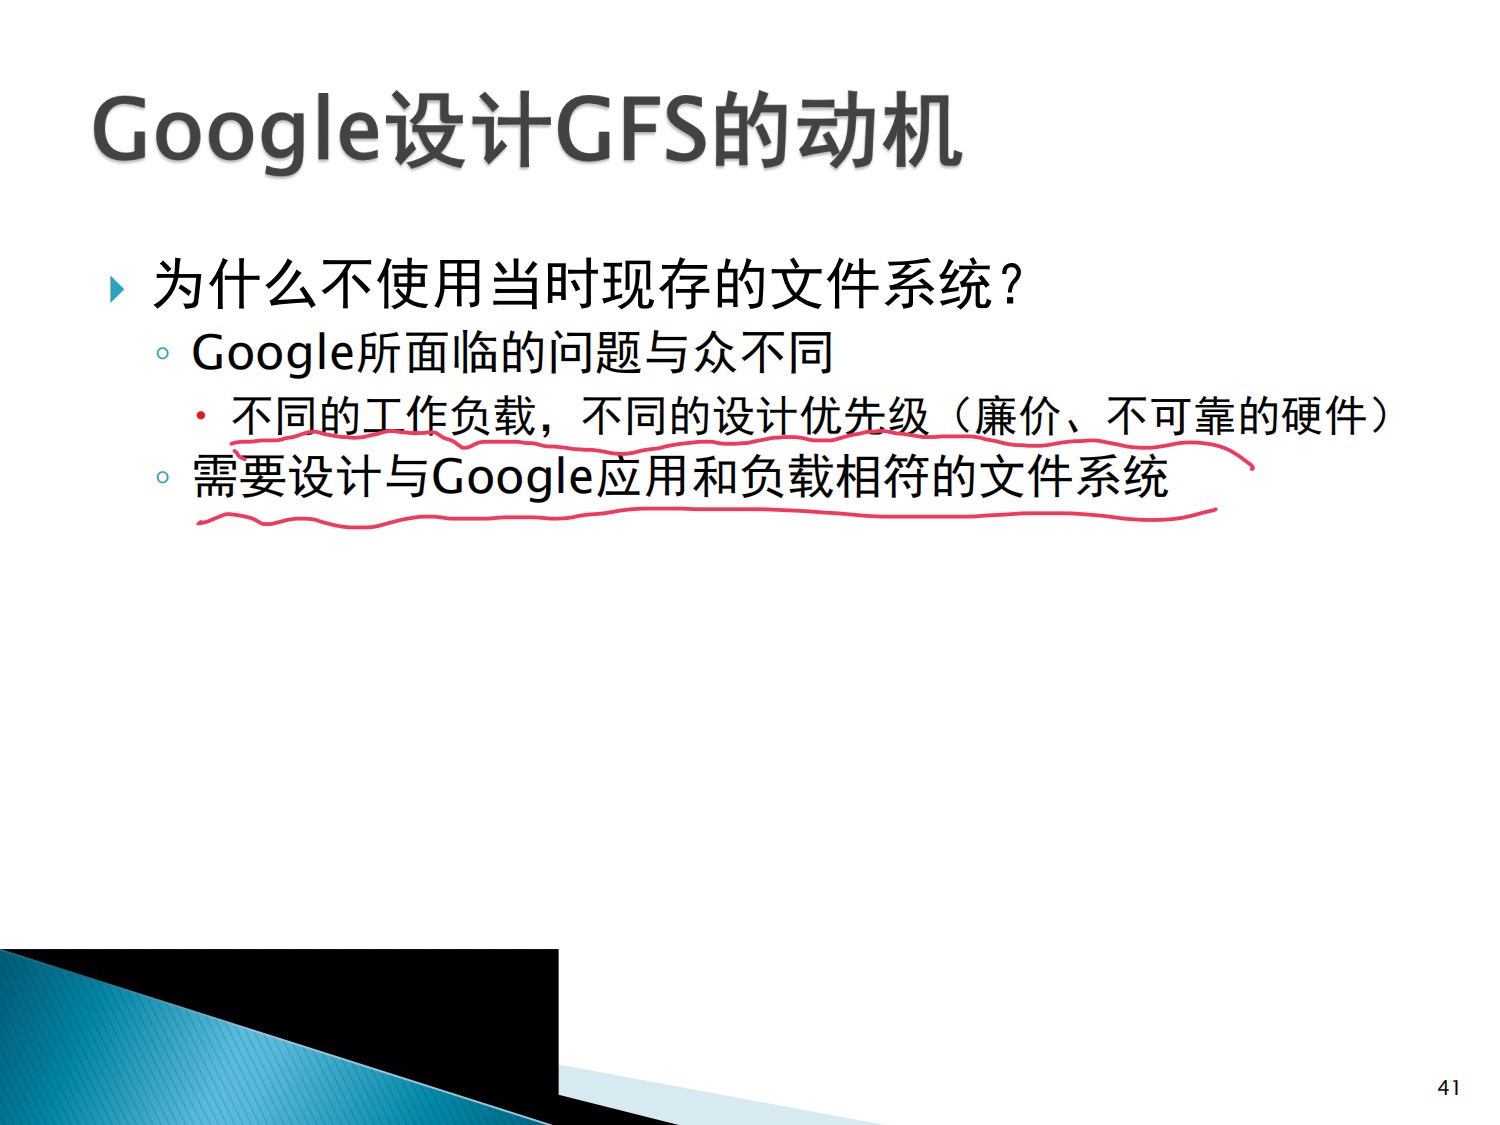 Google设计GFS的动机
为什么不使用当时现存的文件系统？
Google所面临的问题与众不同
不同的工作负载，不同的设计优先级（廉价、不可靠的硬件）
需要设计与Google应用和负载相符的文件系统
41